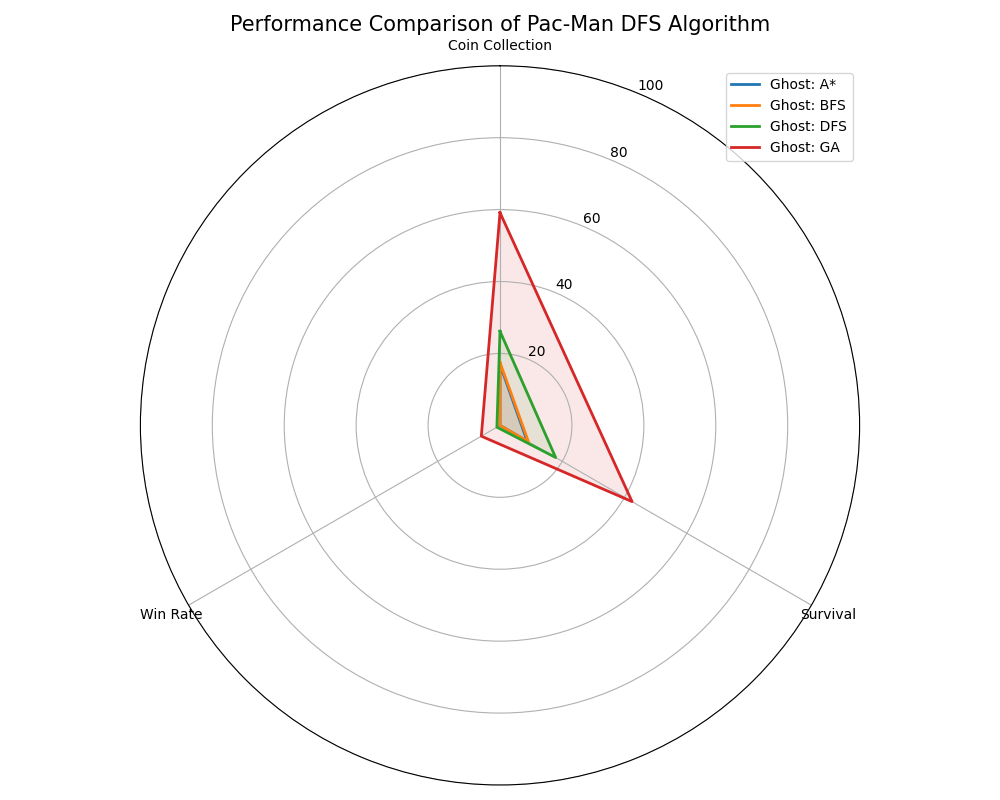 Performance Comparison of Pac-Man DFS Algorithm
Coin Collection
Ghost: A*
Ghost: BFS
Ghost: DFS
Ghost: GA
100
80
60
40
20
Win Rate
Survival